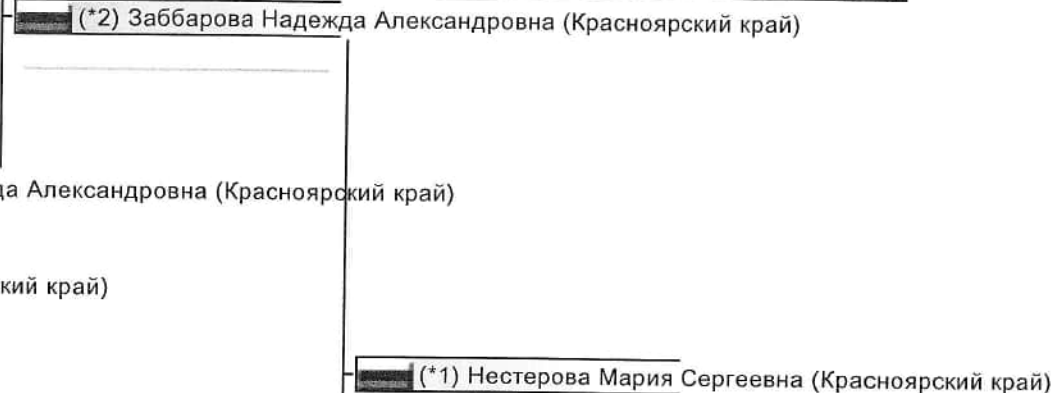 (*2) Заббарова Надежда Александровна (Красноярский край)
да Александровна (Красноярский край)
кий край)
(*1) Нестерова Мария Сергеевна (Красноярский край)